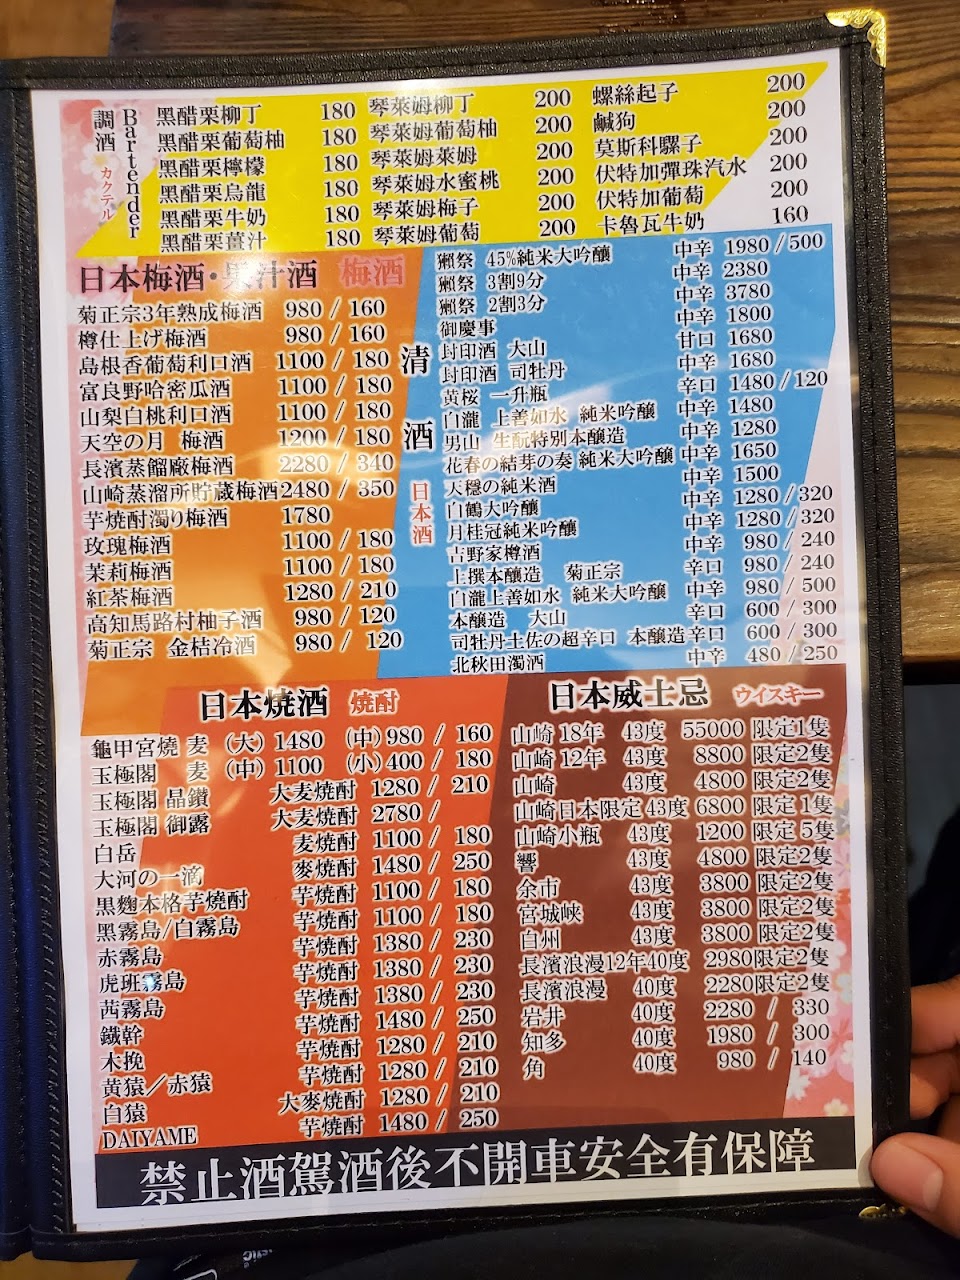 調酒 カクテル Bartender
黑醋栗柳丁 180 琴萊姆柳丁 200 螺絲起子 200
黑醋栗葡萄柚 180 琴萊姆葡萄柚 200 鹹狗 200
黑醋栗檸檬 180 琴萊姆萊姆 200 莫斯科騾子 200
黑醋栗烏龍 180 琴萊姆水蜜桃 200 伏特加彈珠汽水 200
黑醋栗牛奶 180 琴萊姆梅子 200 伏特加葡萄 200
黑醋栗薑汁 180 琴萊姆葡萄 200 卡魯瓦牛奶 160
日本梅酒・果汁酒 梅酒
菊正宗3年熟成梅酒 980 / 160
樽仕上げ梅酒 980 / 160
島根香葡萄利口酒 1100 / 180
富良野哈密瓜酒 1100 / 180
山梨白桃利口酒 1100 / 180
天空の月 梅酒 1200 / 180
長濱蒸餾廠梅酒 2280 / 340
山崎蒸溜所貯蔵梅酒 2480 / 350
芋焼酎濁り梅酒 1780
玫瑰梅酒 1100 / 180
茉莉梅酒 1100 / 180
紅茶梅酒 1280 / 210
高知馬路村柚子酒 980 / 120
菊正宗 金桔冷酒 980 / 120
清酒 日本酒
獺祭 45%純米大吟釀 中辛 1980/500
獺祭 3割9分 中辛 2380
獺祭 2割3分 中辛 3780
御慶事 中辛 1800
封印酒 大山 甘口 1680
封印酒 司牡丹 中辛 1680
黄桜 一升瓶 辛口 1480/120
白瀧 上善如水 純米吟醸 中辛 1480
男山 生酛特別本醸造 中辛 1280
花春の結芽の奏 純米大吟醸 中辛 1650
天穏の純米酒 中辛 1500
白鶴大吟醸 中辛 1280/320
月桂冠純米吟醸 中辛 1280/320
吉野家樽酒 中辛 980/240
上撰本醸造 菊正宗 辛口 980/240
白瀧上善如水 純米大吟醸 中辛 980/500
本醸造 大山 辛口 600/300
司牡丹土佐の超辛口 本醸造 辛口 600/300
北秋田濁酒 中辛 480/250
日本焼酒 焼酎
龜甲宮燒 麦 (大) 1480 (中) 980 / 160
玉極閣 麦 (中) 1100 (小) 400 / 180
玉極閣 晶鑽 大麦焼酎 1280 / 210
玉極閣 御露 大麦焼酎 2780 /
白岳 麦焼酎 1100 / 180
大河の一滴 麥焼酎 1480 / 250
黑麴本格芋燒酎 芋焼酎 1100 / 180
黑霧島/白霧島 芋焼酎 1100 / 180
赤霧島 芋焼酎 1380 / 230
虎班霧島 芋焼酎 1380 / 230
茜霧島 芋焼酎 1380 / 230
鐵幹 芋焼酎 1480 / 250
木挽 芋焼酎 1280 / 210
黄猿/赤猿 芋焼酎 1280 / 210
白猿 大麥焼酎 1280 / 210
DAIYAME 芋焼酎 1480 / 250
日本威士忌 ウイスキー
山崎 18年 43度 55000 限定1隻
山崎 12年 43度 8800 限定2隻
山崎 43度 4800 限定2隻
山崎日本限定 43度 6800 限定1隻
山崎小瓶 43度 1200 限定5隻
響 43度 4800 限定2隻
余市 43度 3800 限定2隻
宮城峡 43度 3800 限定2隻
白州 43度 3800 限定2隻
長濱浪漫12年 40度 2980 限定2隻
長濱浪漫 40度 2280 限定2隻
岩井 40度 2280 / 330
知多 40度 1980 / 300
角 40度 980 / 140
禁止酒駕酒後不開車安全有保障